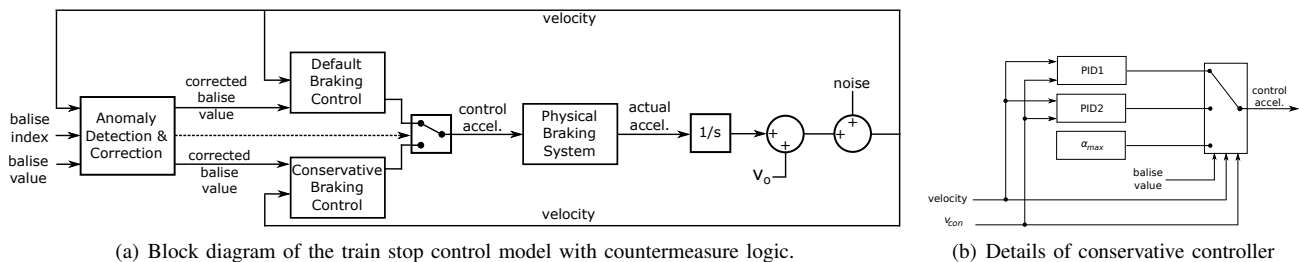 velocity
Default
Braking
Control
corrected
balise
value
noise
balise
index
balise
value
Anomaly
Detection &
Correction
control
accel.
Physical
Braking
System
actual
accel.
1/s
+
+
+
+
V₀
corrected
balise
value
Conservative
Braking
Control
velocity
(a) Block diagram of the train stop control model with countermeasure logic.
PID1
PID2
α_max
control
accel.
balise
value
velocity
v_con
(b) Details of conservative controller